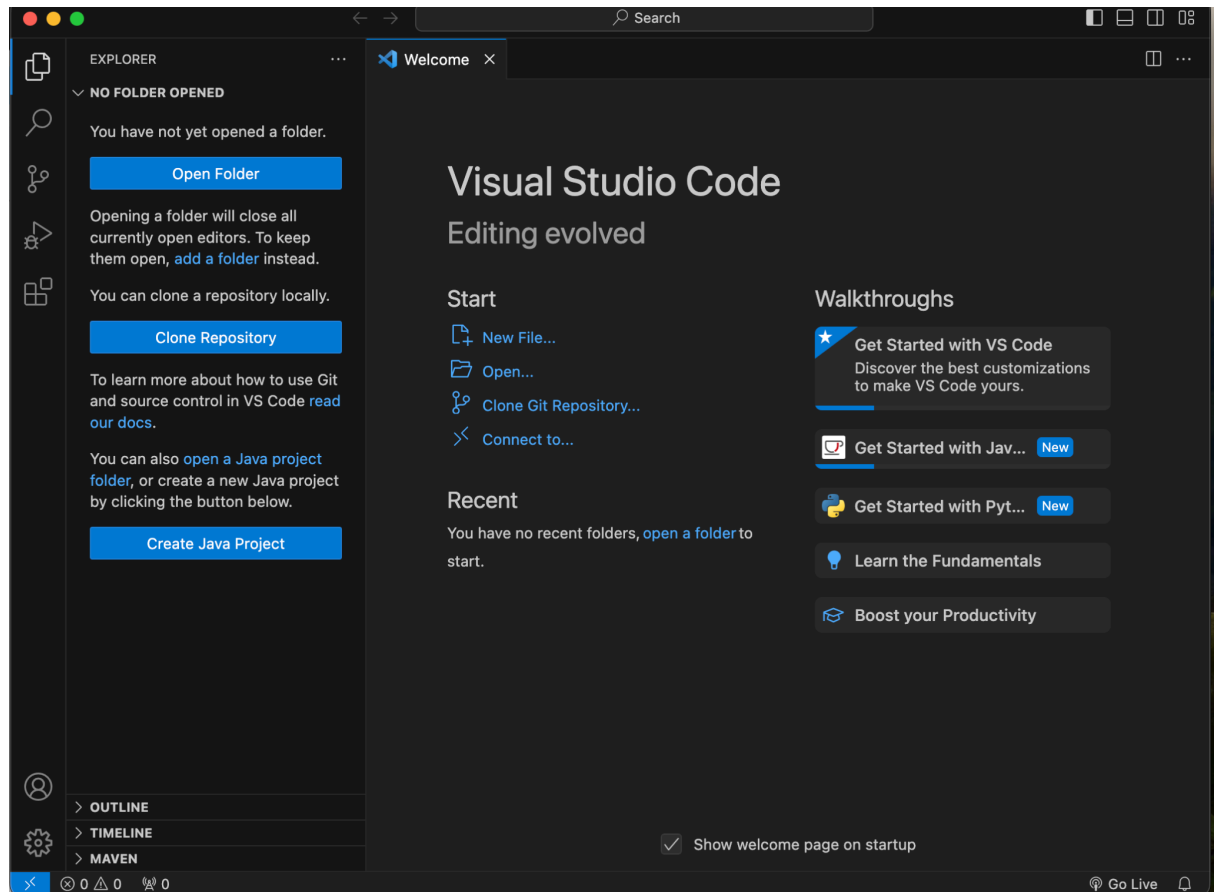 Search
EXPLORER
NO FOLDER OPENED
You have not yet opened a folder.
Open Folder
Opening a folder will close all
currently open editors. To keep
them open, add a folder instead.
You can clone a repository locally.
Clone Repository
To learn more about how to use Git
and source control in VS Code read
our docs.
You can also open a Java project
folder, or create a new Java project
by clicking the button below.
Create Java Project
OUTLINE
TIMELINE
MAVEN
Welcome
Visual Studio Code
Editing evolved
Start
New File...
Open...
Clone Git Repository...
Connect to...
Recent
You have no recent folders, open a folder to
start.
Walkthroughs
Get Started with VS Code
Discover the best customizations
to make VS Code yours.
Get Started with Jav... New
Get Started with Pyt... New
Learn the Fundamentals
Boost your Productivity
Show welcome page on startup
0 0 0
Go Live